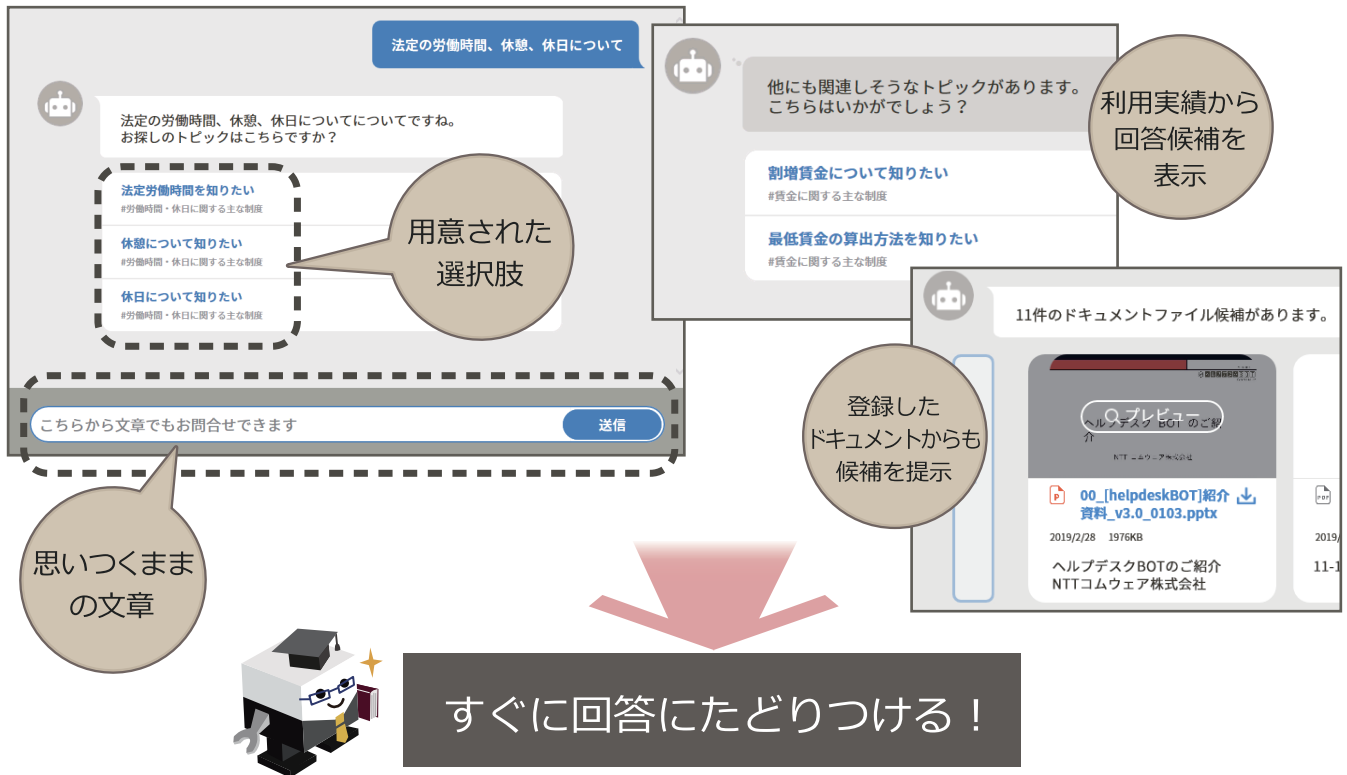 法定の労働時間、休憩、休日について
法定の労働時間、休憩、休日についてについてですね。
お探しのトピックはこちらですか？
法定労働時間を知りたい
#労働時間・休日に関する主な制度
休憩について知りたい
#労働時間・休日に関する主な制度
休日について知りたい
#労働時間・休日に関する主な制度
用意された
選択肢
こちらから文章でもお問合せできます
送信
思いつくまま
の文章
他にも関連しそうなトピックがあります。
こちらはいかがでしょう？
割増賃金について知りたい
#賃金に関する主な制度
最低賃金の算出方法を知りたい
#賃金に関する主な制度
利用実績から
回答候補を
表示
11件のドキュメントファイル候補があります。
登録した
ドキュメントからも
候補を提示
プレビュー
ヘルプデスク BOT のご紹
介
NTT コムウェア株式会社
P
00_[helpdeskBOT]紹介
資料_v3.0_0103.pptx
2019/2/28 1976KB
ヘルプデスクBOTのご紹介
NTTコムウェア株式会社
PDF
2019/
11-1
すぐに回答にたどりつける！